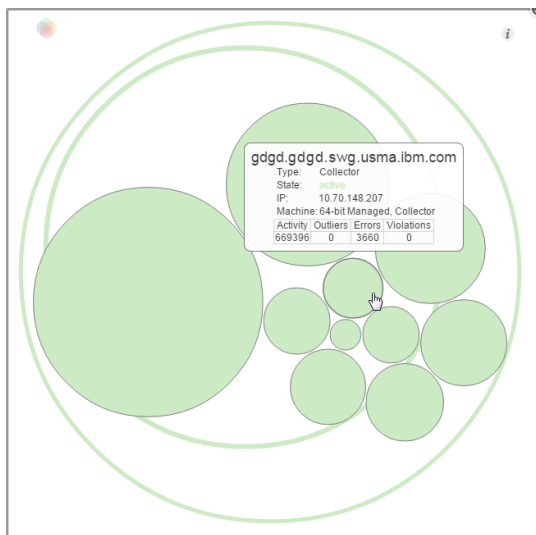 i
gdgd.gdgd.swg.usma.ibm.com
Type: Collector
State: active
IP: 10.70.148.207
Machine: 64-bit Managed, Collector
Activity Outliers Errors Violations
669396 0 3660 0